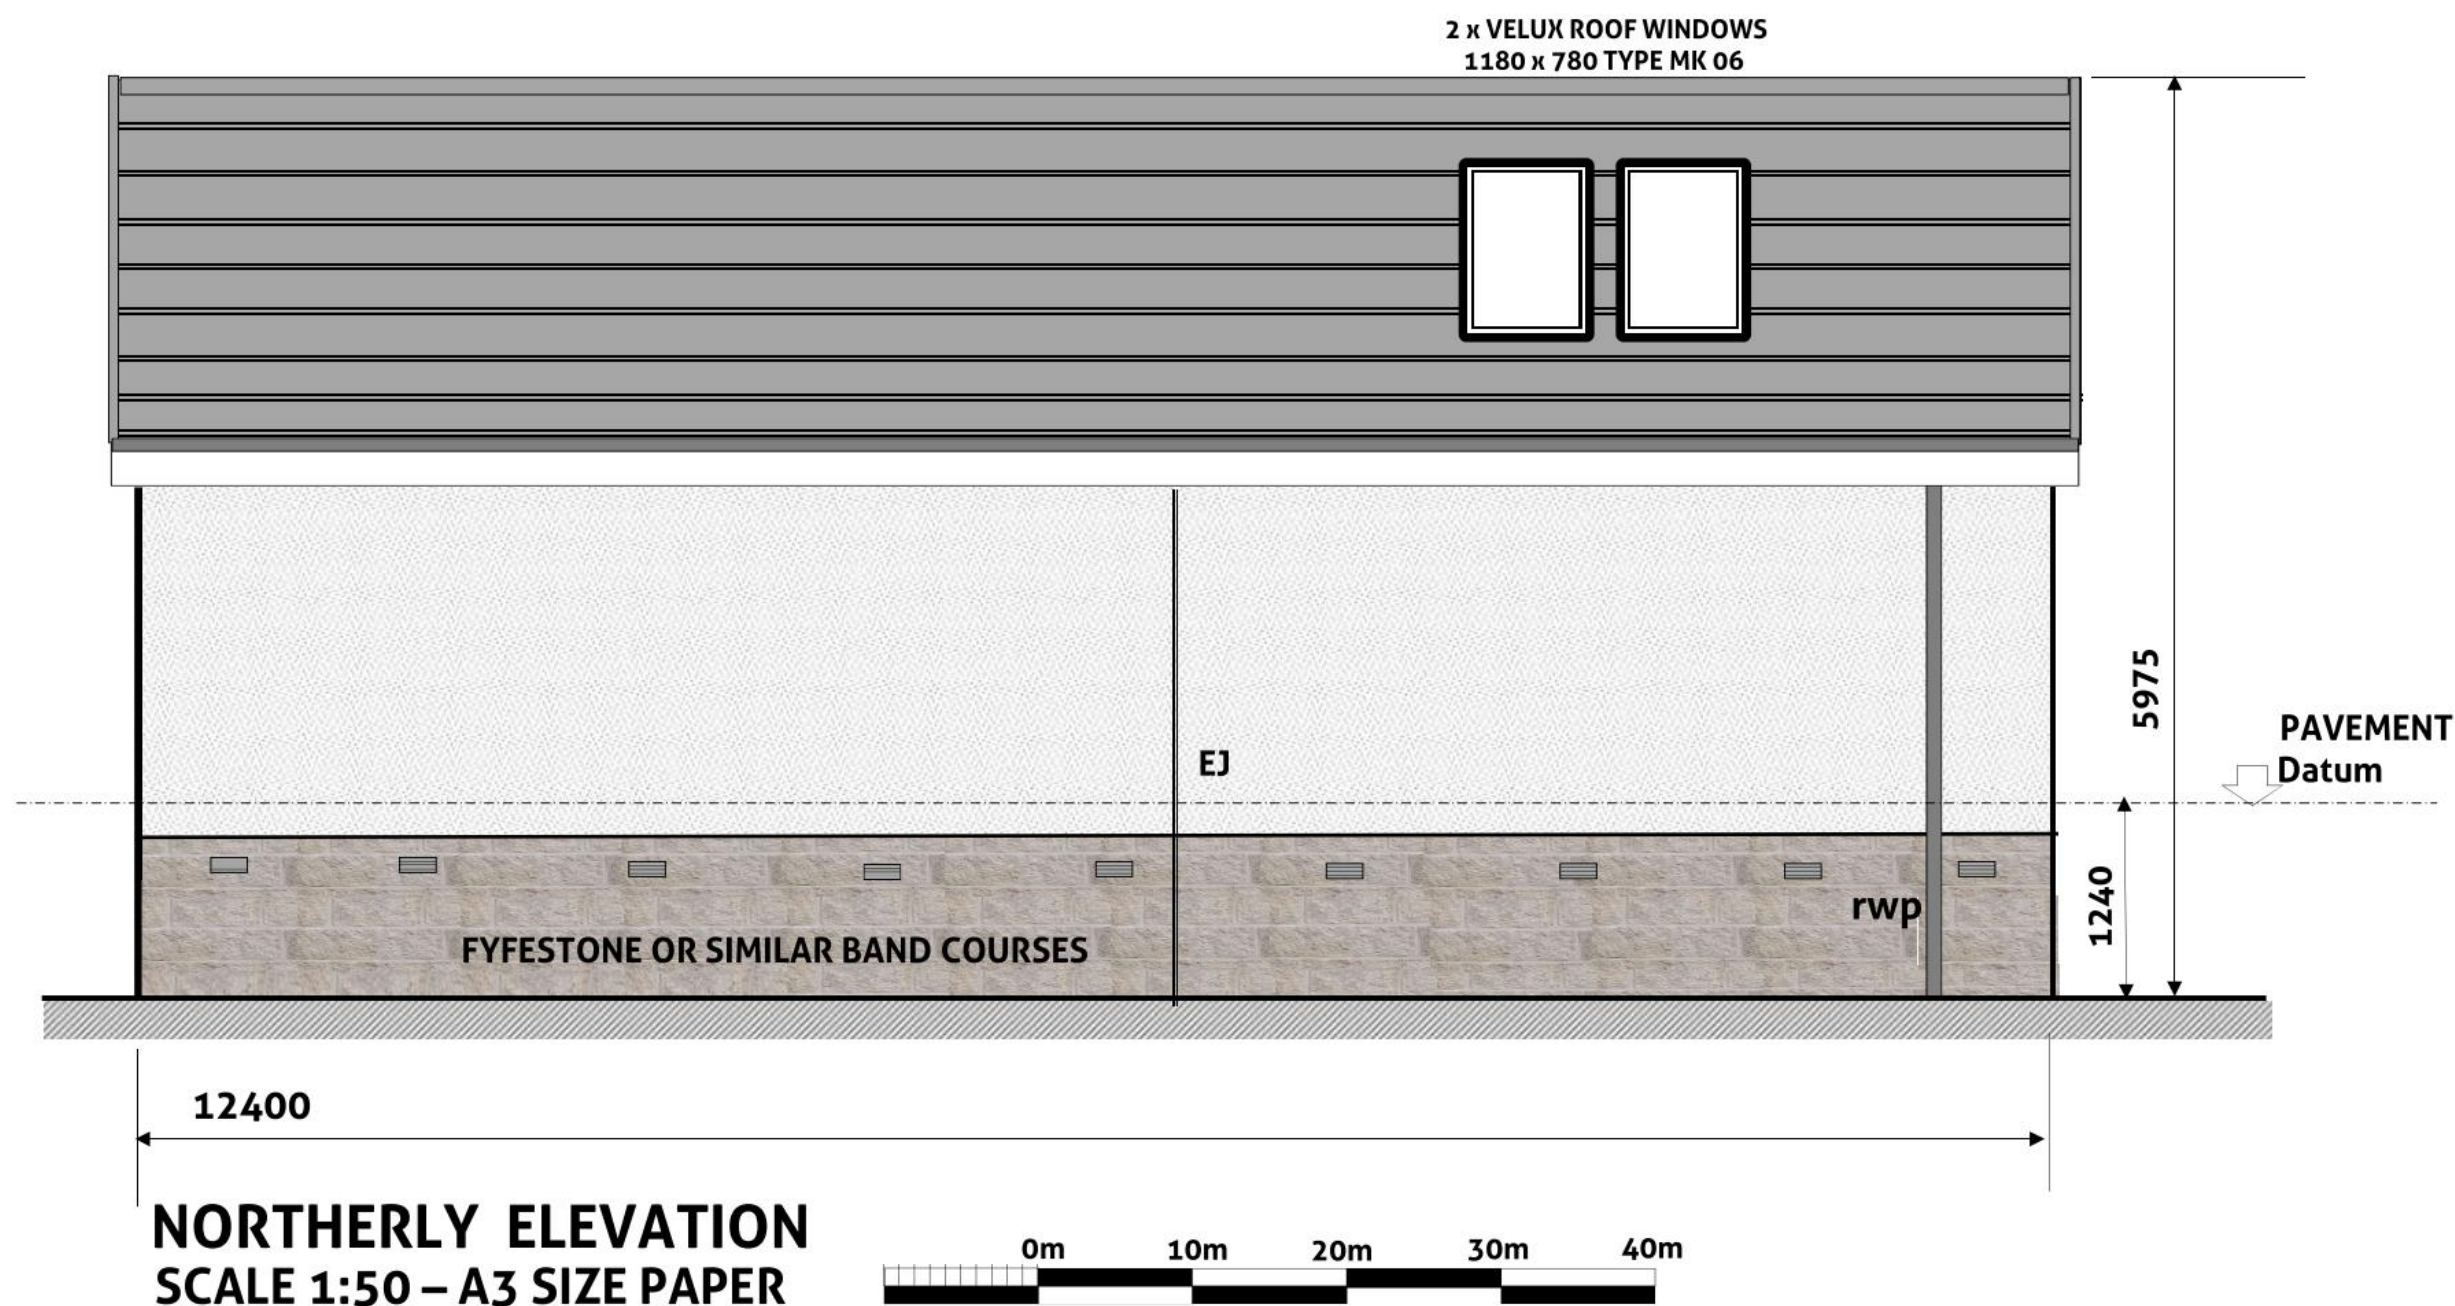 2 x VELUX ROOF WINDOWS
1180 x 780 TYPE MK 06
5975
PAVEMENT
Datum
EJ
1240
rwp
FYFESTONE OR SIMILAR BAND COURSES
12400
NORTHERLY ELEVATION
SCALE 1:50 – A3 SIZE PAPER
0m 10m 20m 30m 40m